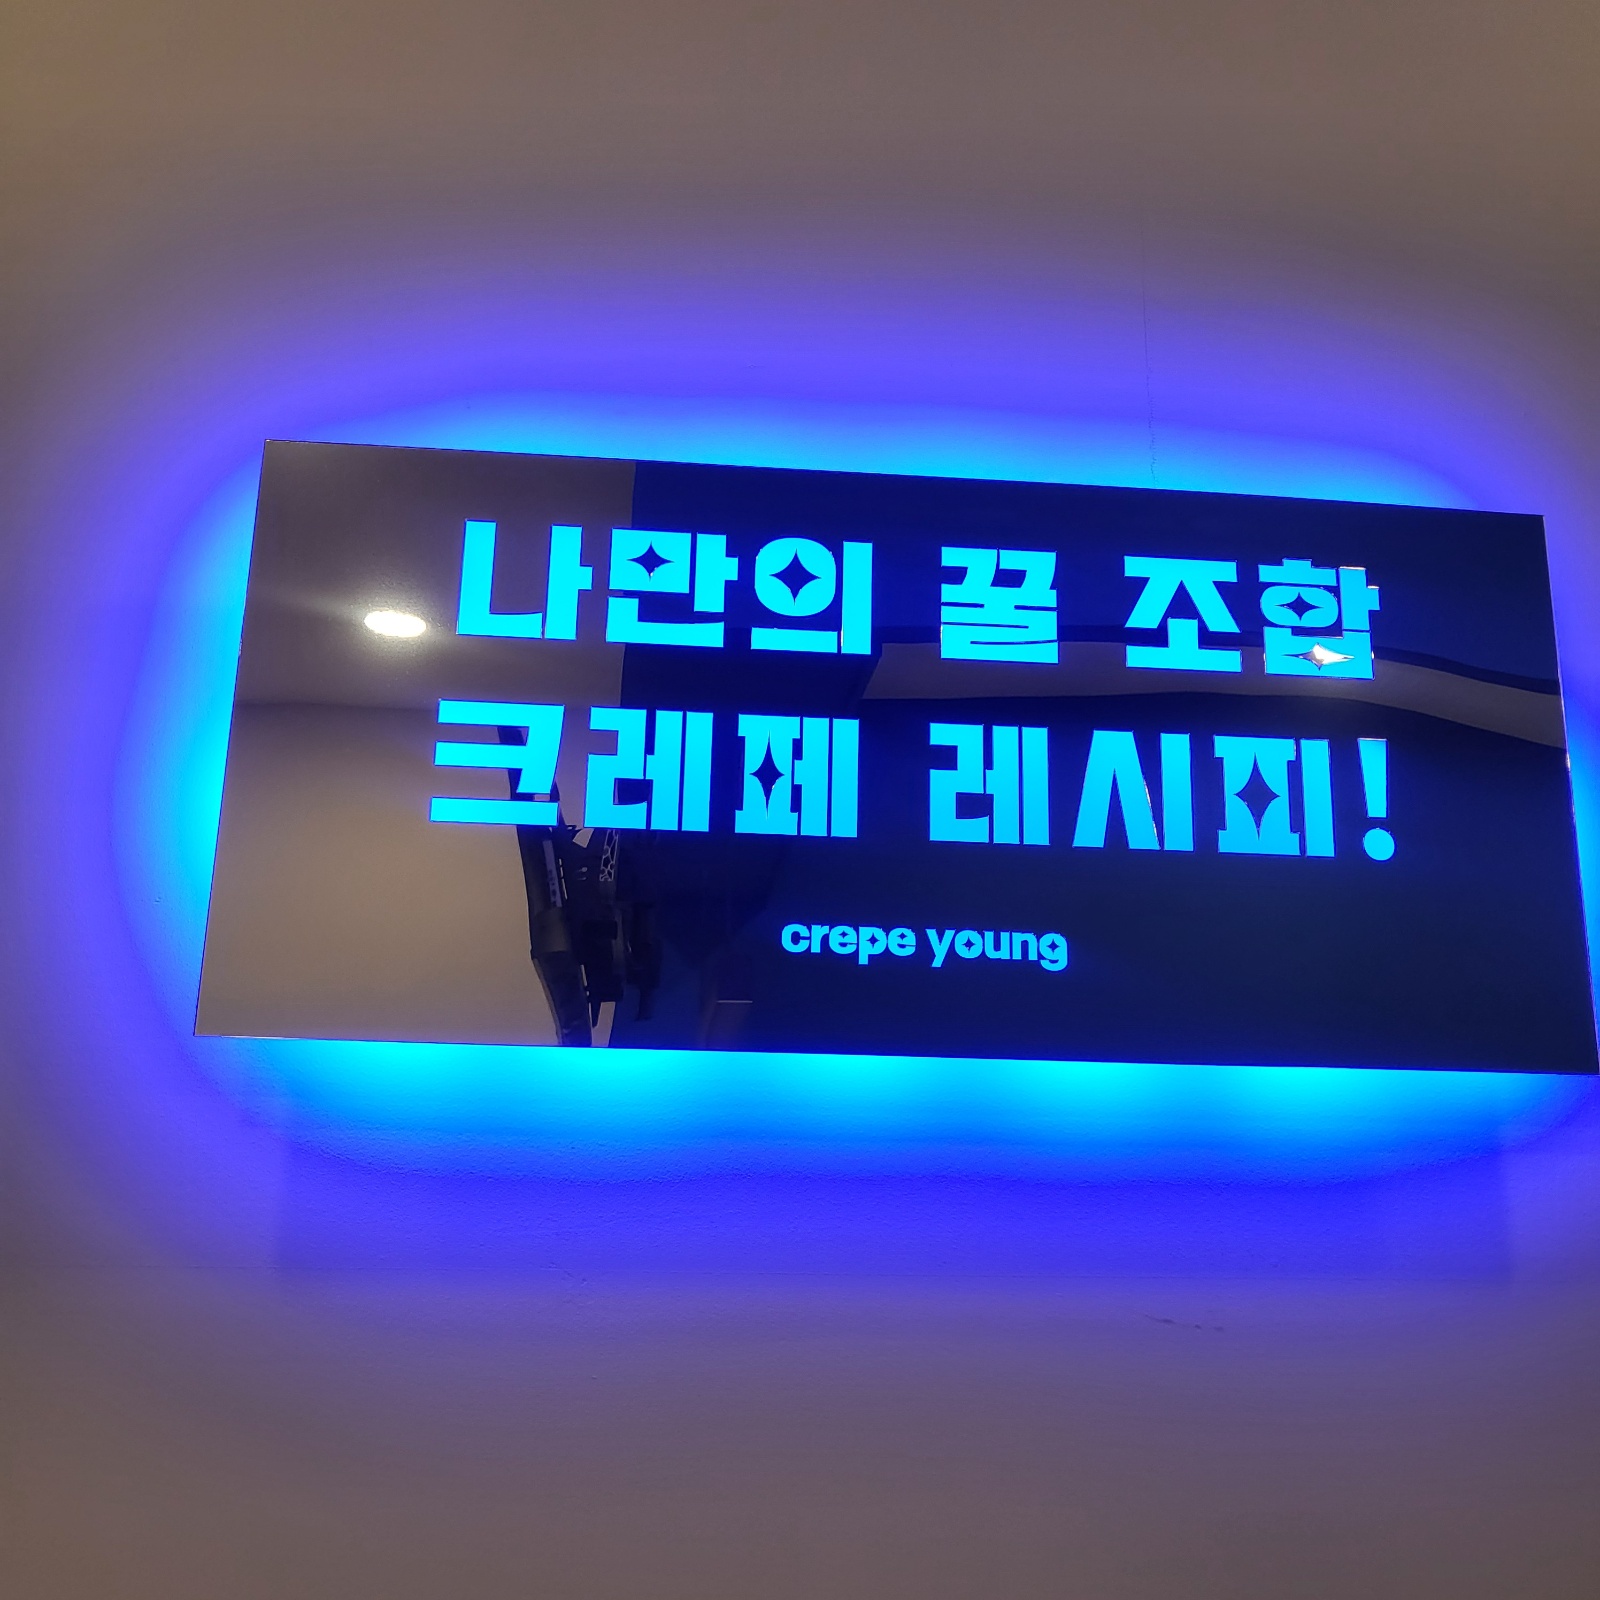 나만의 꿀 조합
크레페 레시피!
crepe young